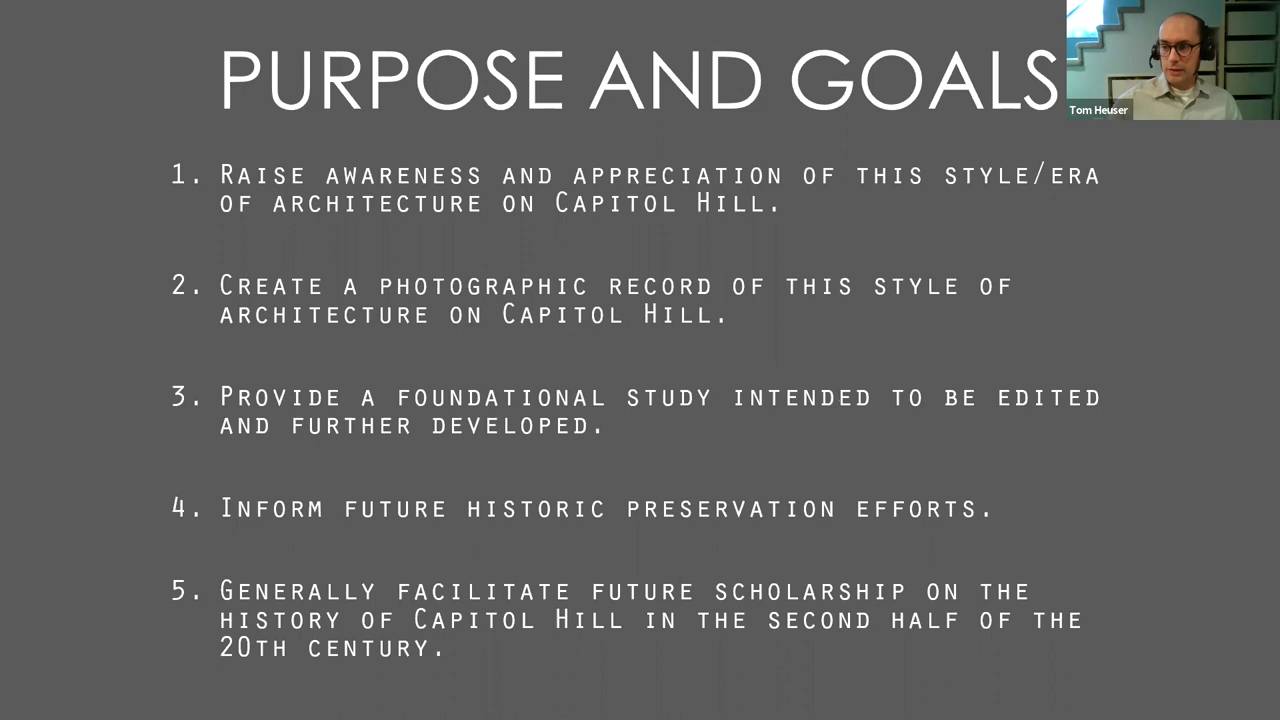 PURPOSE AND GOALS
Tom Heuser
1. Raise awareness and appreciation of this style/era
of architecture on Capitol Hill.
2. Create a photographic record of this style of
architecture on Capitol Hill.
3. Provide a foundational study intended to be edited
and further developed.
4. Inform future historic preservation efforts.
5. Generally facilitate future scholarship on the
history of Capitol Hill in the second half of the
20th century.